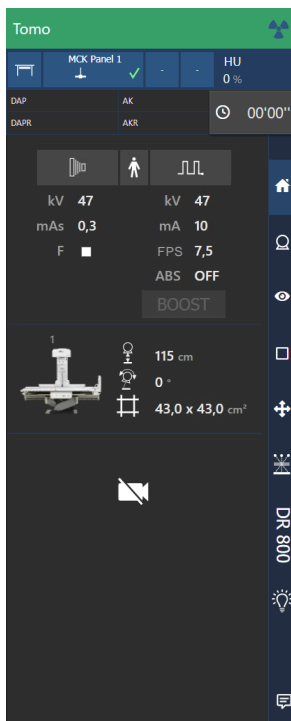 Tomo
MCK Panel 1
- -
HU
0 %
DAP AK
DAPR AKR
00'00''
kV 47 kV 47
mAs 0,3 mA 10
F FPS 7,5
ABS OFF
BOOST
1
115 cm
0 °
43,0 x 43,0 cm²
DR 800